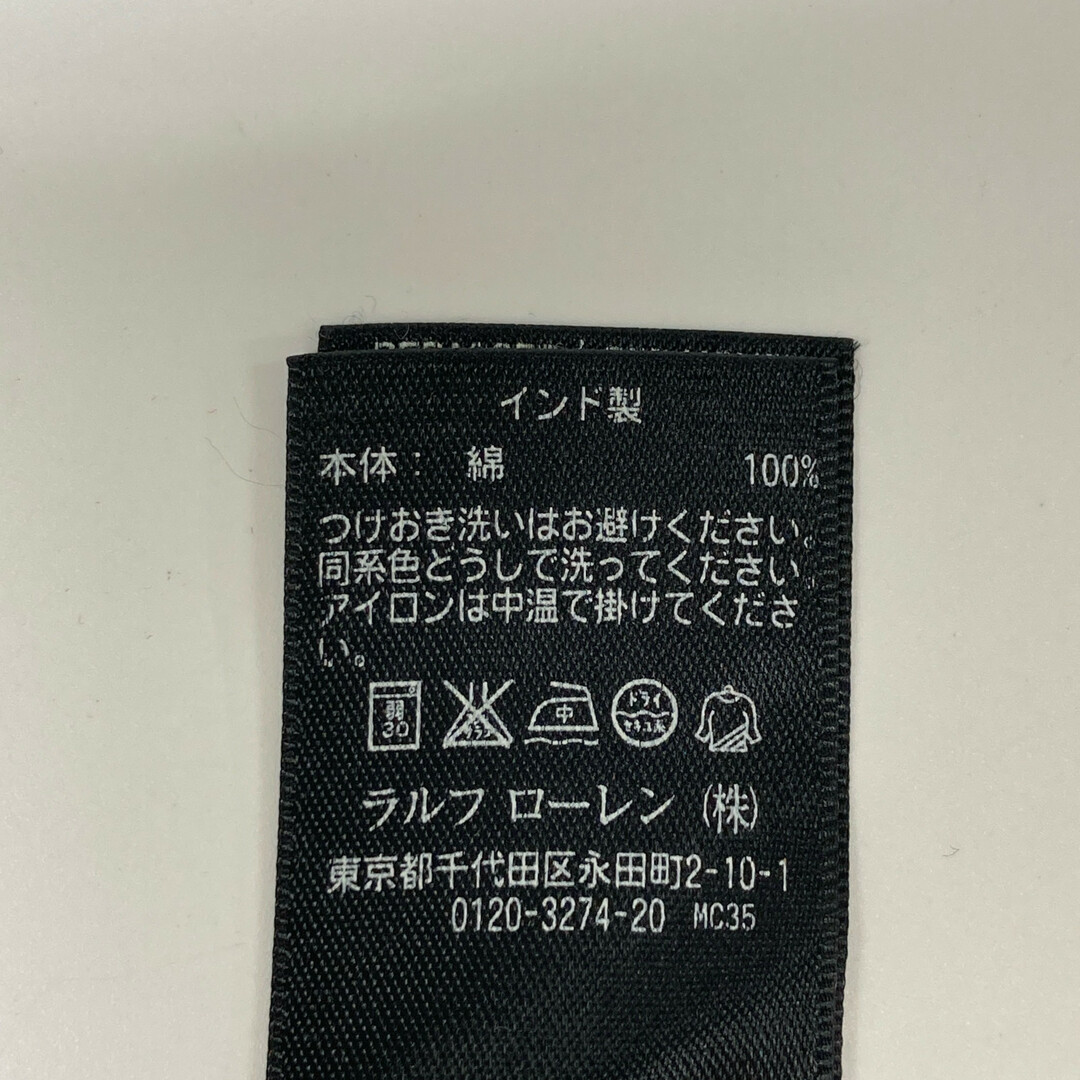 インド製
本体： 綿 100%
つけおき洗いはお避けください。
同系色どうしで洗ってください。
アイロンは中温で掛けてくださ
い。
弱 30 中 ドライ セキユ系
ラルフ ローレン (株)
東京都千代田区永田町2-10-1
0120-3274-20 MC35